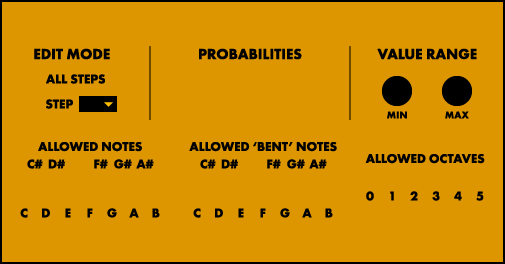 EDIT MODE
ALL STEPS
STEP
PROBABILITIES
VALUE RANGE
MIN MAX
ALLOWED NOTES
C# D# F# G# A#
C D E F G A B
ALLOWED ‘BENT’ NOTES
C# D# F# G# A#
C D E F G A B
ALLOWED OCTAVES
0 1 2 3 4 5